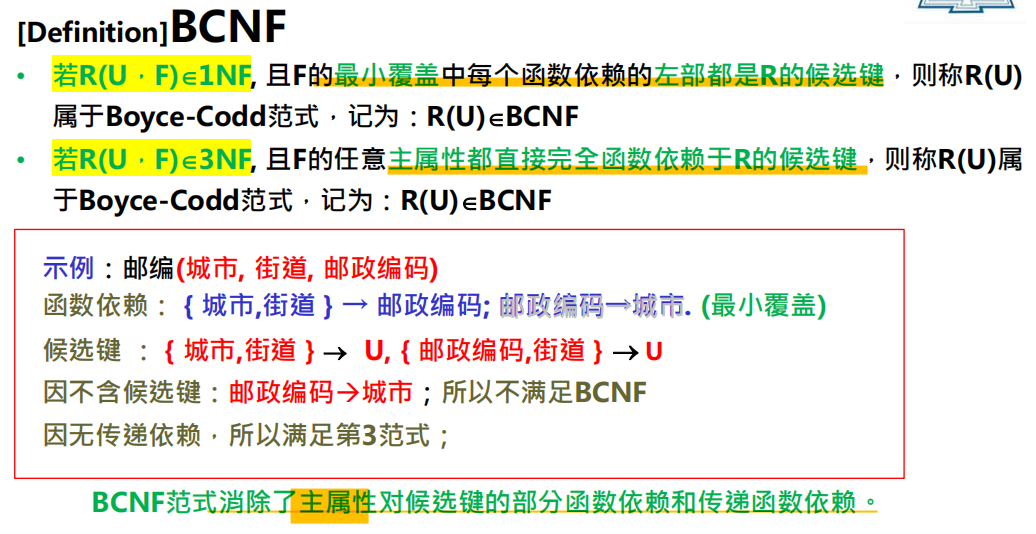 [Definition]BCNF
• 若R(U，F)∈1NF, 且F的最小覆盖中每个函数依赖的左部都是R的候选键，则称R(U)
属于Boyce-Codd范式，记为：R(U)∈BCNF
• 若R(U，F)∈3NF, 且F的任意主属性都直接完全函数依赖于R的候选键，则称R(U)属
于Boyce-Codd范式，记为：R(U)∈BCNF
示例：邮编(城市, 街道, 邮政编码)
函数依赖： { 城市,街道 } → 邮政编码; 邮政编码→城市. (最小覆盖)
候选键 ： { 城市,街道 } → U, { 邮政编码,街道 } → U
因不含候选键：邮政编码→城市；所以不满足BCNF
因无传递依赖，所以满足第3范式；
BCNF范式消除了主属性对候选键的部分函数依赖和传递函数依赖。